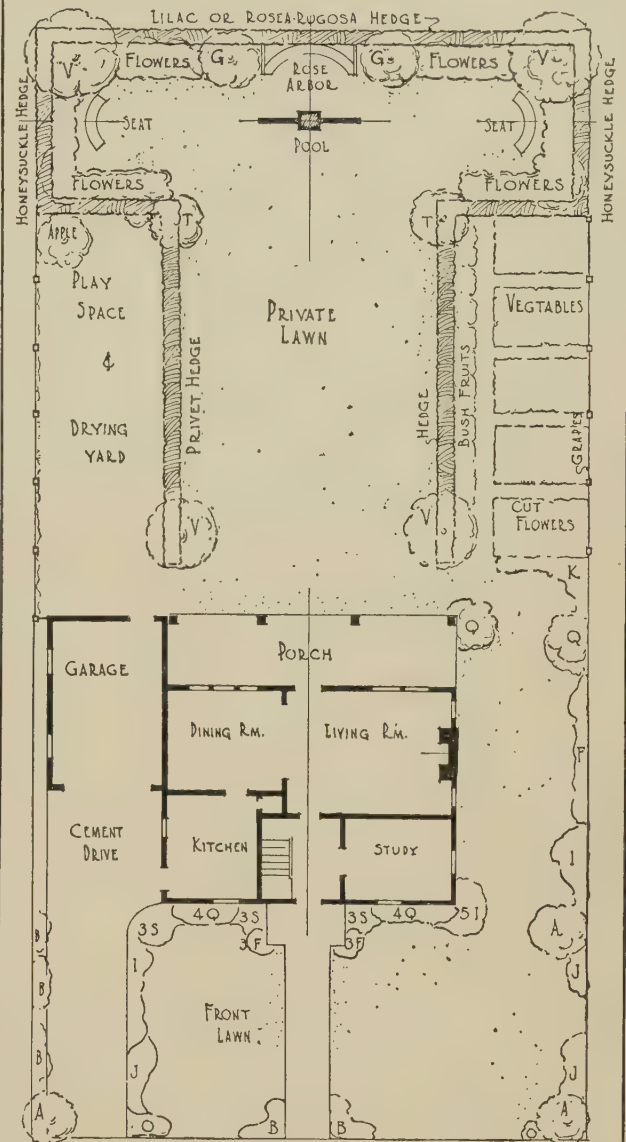 LILAC OR ROSEA-RUGOSA HEDGE
V
FLOWERS
G
ROSE
ARBOR
G
FLOWERS
V
HONEYSUCKLE HEDGE
HONEYSUCKLE HEDGE
SEAT
POOL
SEAT
FLOWERS
FLOWERS
APPLE
T
T
PLAY
SPACE
&
DRYING
YARD
PRIVET HEDGE
PRIVATE
LAWN
HEDGE
BUSH FRUITS
VEGTABLES
GRAPES
CUT
FLOWERS
V
V
K
Q
Q
PORCH
GARAGE
DINING RM.
LIVING RM.
F
CEMENT
DRIVE
KITCHEN
STUDY
I
4Q
3S
3S
4Q
5I
3S
3F
3F
A
B
I
J
B
FRONT
LAWN
B
J
J
A
O
B
B
O
A